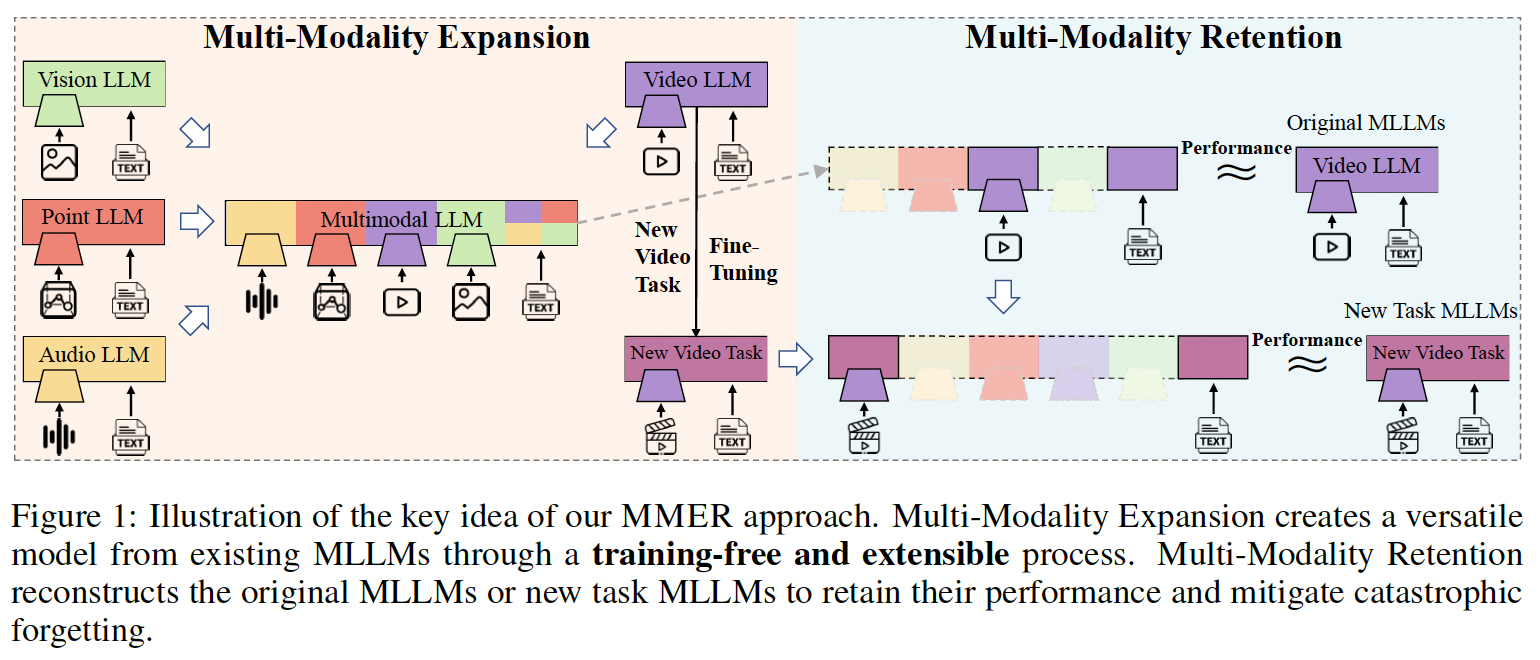 Multi-Modality Expansion
Multi-Modality Retention
Vision LLM
TEXT
Video LLM
TEXT
Point LLM
TEXT
Multimodal LLM
TEXT
New
Video
Task
Fine-
Tuning
Audio LLM
TEXT
New Video Task
TEXT
Original MLLMs
Performance
≈
Video LLM
TEXT
TEXT
New Task MLLMs
Performance
≈
New Video Task
TEXT
TEXT
Figure 1: Illustration of the key idea of our MMER approach. Multi-Modality Expansion creates a versatile
model from existing MLLMs through a training-free and extensible process. Multi-Modality Retention
reconstructs the original MLLMs or new task MLLMs to retain their performance and mitigate catastrophic
forgetting.